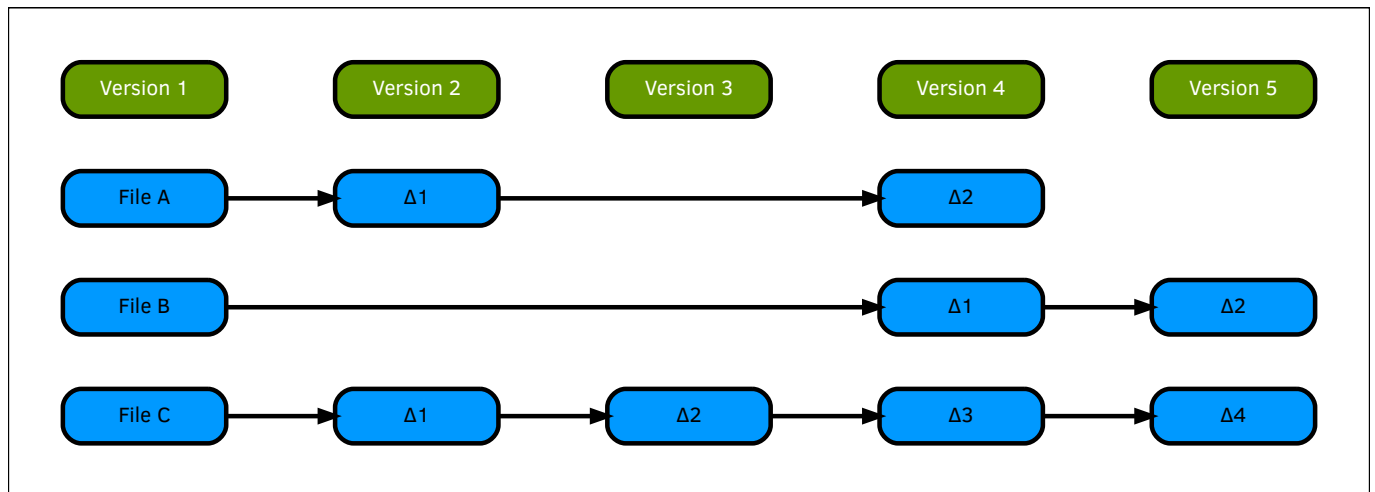 Version 1 Version 2 Version 3 Version 4 Version 5
File A Δ1 Δ2
File B Δ1 Δ2
File C Δ1 Δ2 Δ3 Δ4